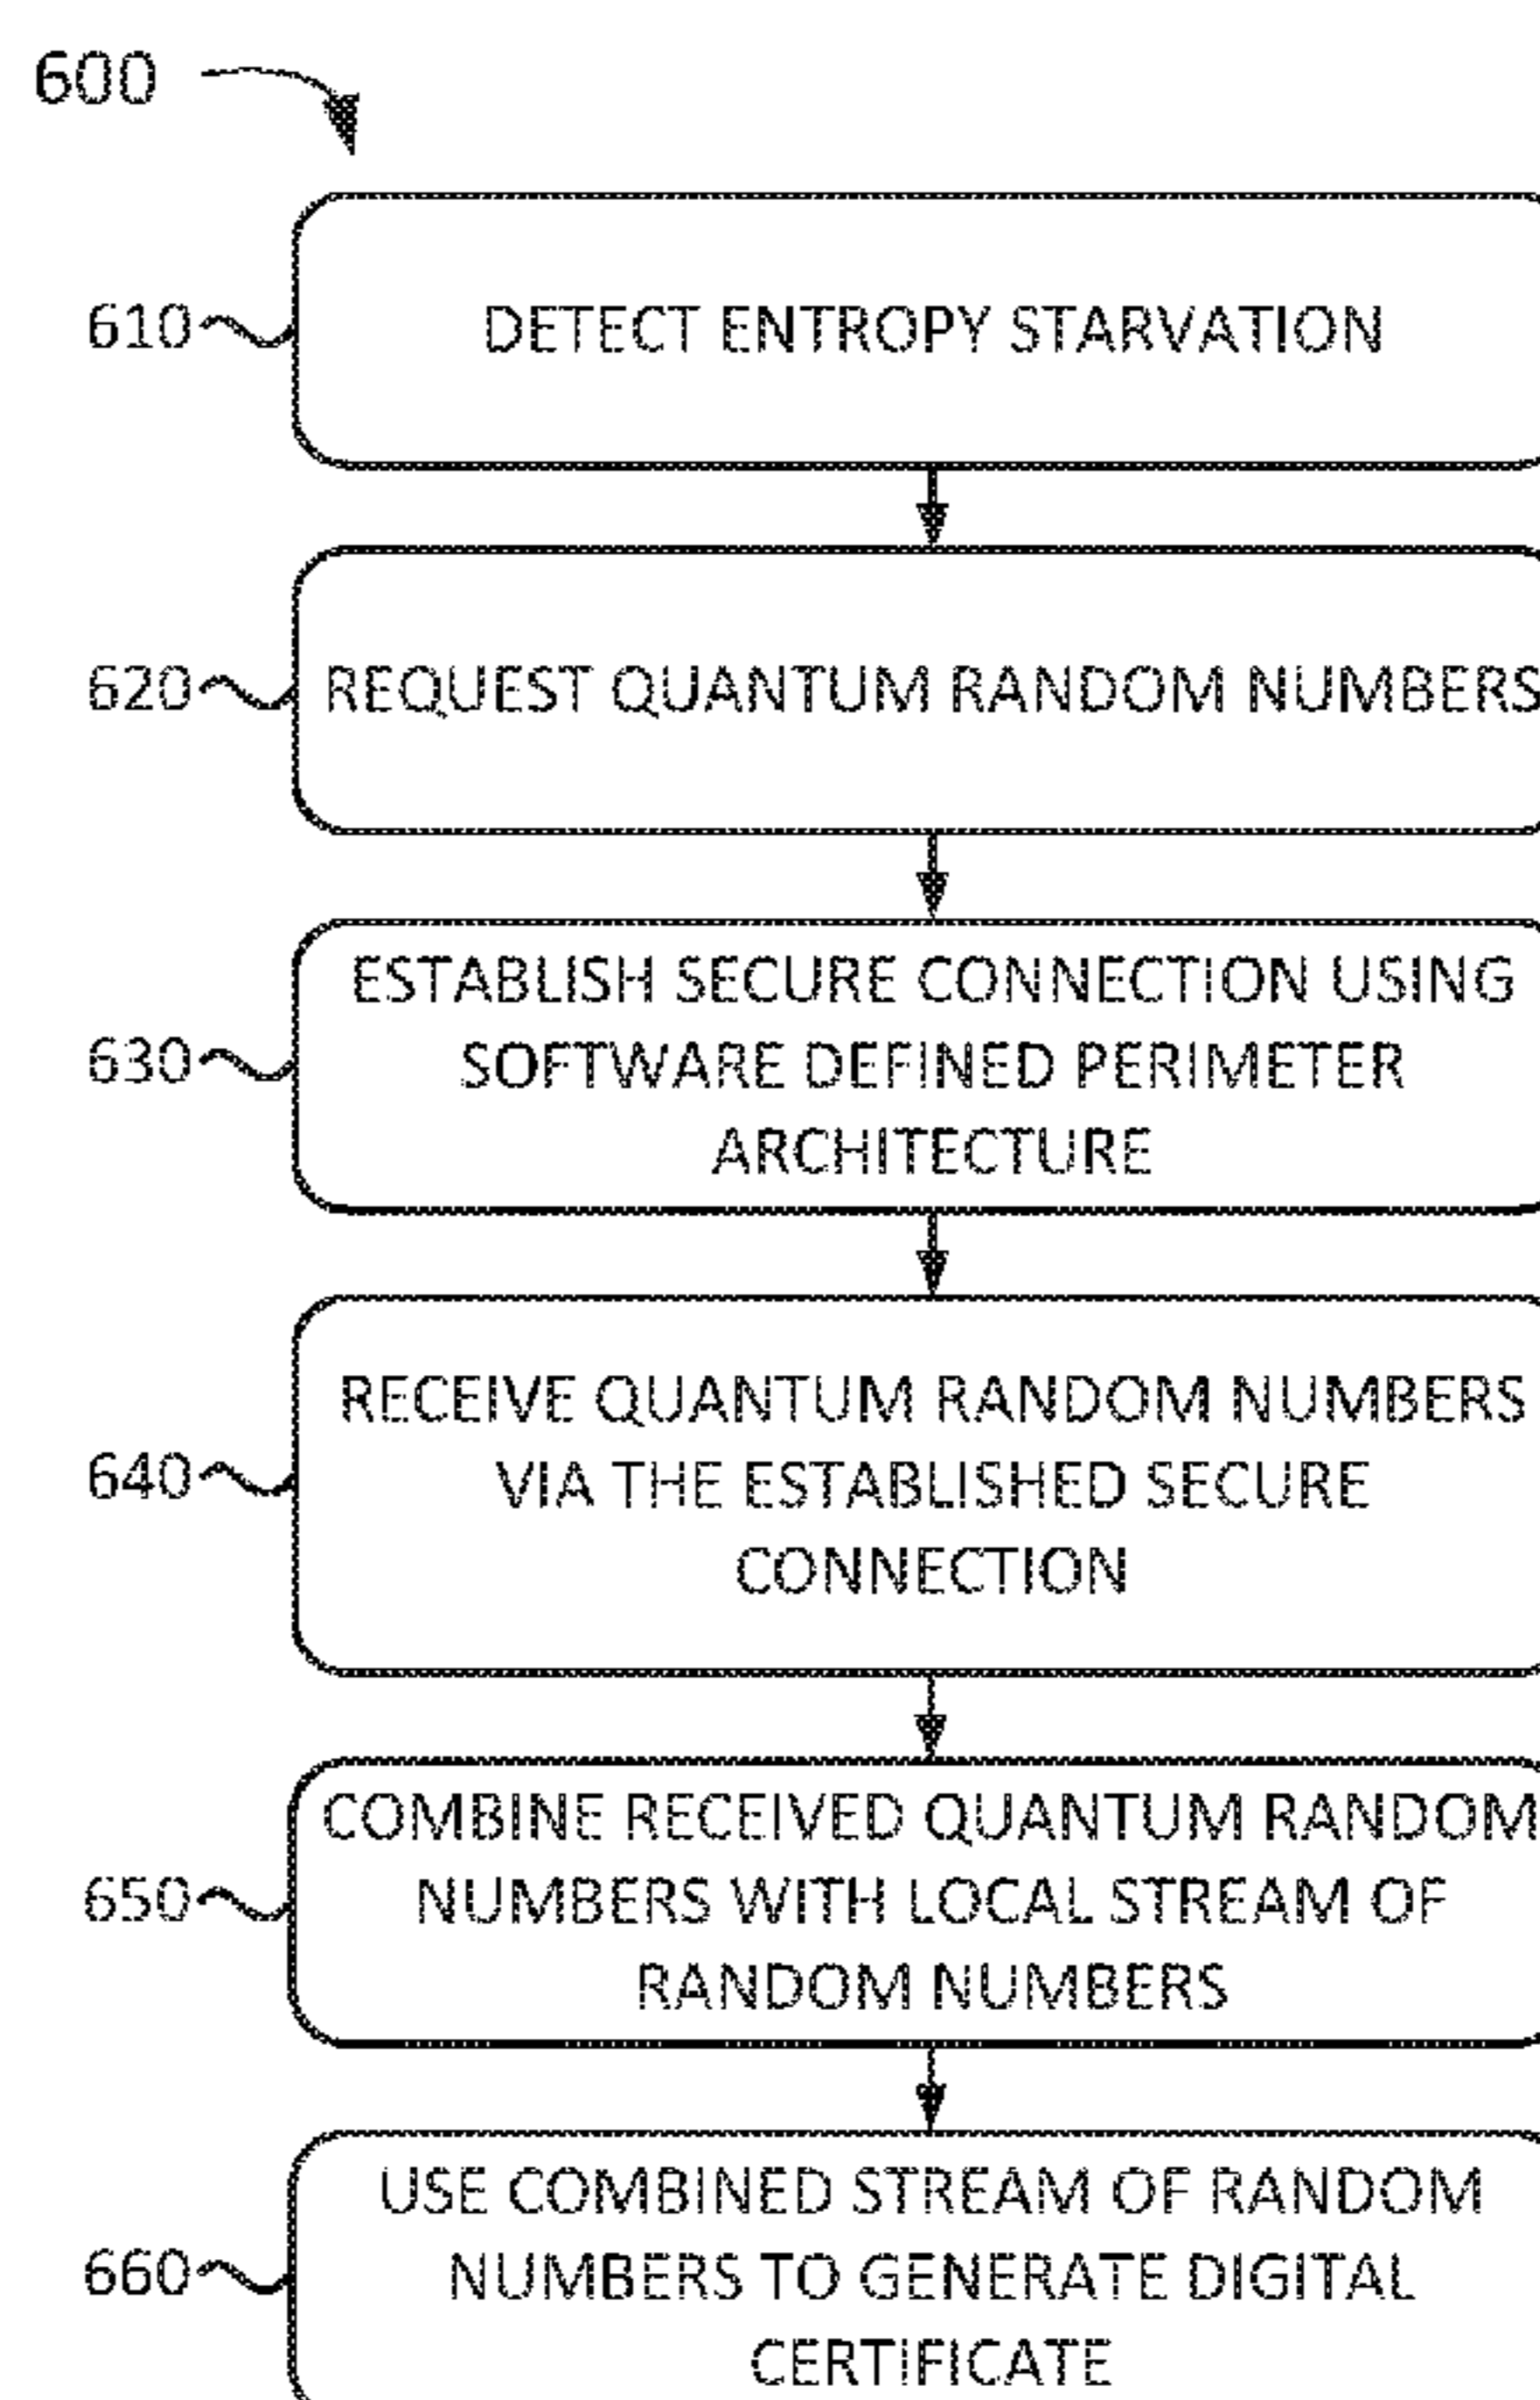 600
610
DETECT ENTROPY STARVATION
620
REQUEST QUANTUM RANDOM NUMBERS
630
ESTABLISH SECURE CONNECTION USING
SOFTWARE DEFINED PERIMETER
ARCHITECTURE
640
RECEIVE QUANTUM RANDOM NUMBERS
VIA THE ESTABLISHED SECURE
CONNECTION
650
COMBINE RECEIVED QUANTUM RANDOM
NUMBERS WITH LOCAL STREAM OF
RANDOM NUMBERS
660
USE COMBINED STREAM OF RANDOM
NUMBERS TO GENERATE DIGITAL
CERTIFICATE